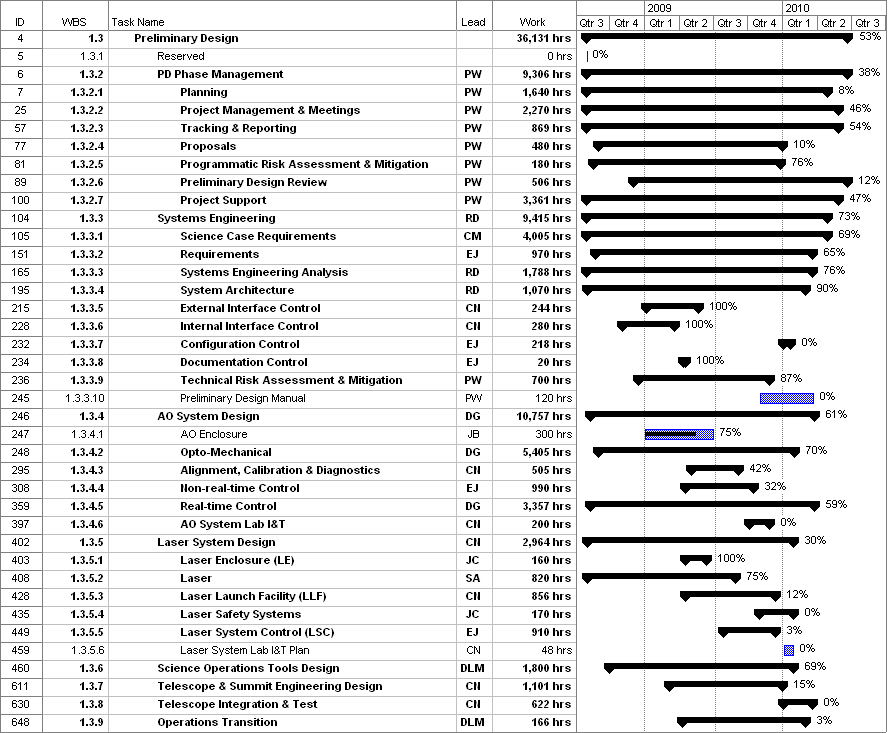 2009 2010
ID WBS Task Name Lead Work Qtr 3 Qtr 4 Qtr 1 Qtr 2 Qtr 3 Qtr 4 Qtr 1 Qtr 3
4 1.3 Preliminary Design 36,131 hrs 53%
5 1.3.1 Reserved 0 hrs 0%
6 1.3.2 PD Phase Management PW 9,306 hrs 38%
7 1.3.2.1 Planning PW 1,640 hrs 8%
25 1.3.2.2 Project Management & Meetings PW 2,270 hrs 46%
57 1.3.2.3 Tracking & Reporting PW 869 hrs 54%
77 1.3.2.4 Proposals PW 480 hrs 10%
81 1.3.2.5 Programmatic Risk Assessment & Mitigation PW 180 hrs 76%
89 1.3.2.6 Preliminary Design Review PW 506 hrs 12%
100 1.3.2.7 Project Support PW 3,361 hrs 47%
104 1.3.3 Systems Engineering RD 9,415 hrs 73%
105 1.3.3.1 Science Case Requirements CM 4,005 hrs 69%
151 1.3.3.2 Requirements EJ 970 hrs 65%
165 1.3.3.3 Systems Engineering Analysis RD 1,788 hrs 76%
195 1.3.3.4 System Architecture RD 1,070 hrs 90%
215 1.3.3.5 External Interface Control CN 244 hrs 100%
228 1.3.3.6 Internal Interface Control CN 280 hrs 100%
232 1.3.3.7 Configuration Control EJ 218 hrs 0%
234 1.3.3.8 Documentation Control EJ 20 hrs 100%
236 1.3.3.9 Technical Risk Assessment & Mitigation PW 700 hrs 87%
245 1.3.3.10 Preliminary Design Manual PW 120 hrs 0%
246 1.3.4 AO System Design DG 10,757 hrs 61%
247 1.3.4.1 AO Enclosure JB 300 hrs 75%
248 1.3.4.2 Opto-Mechanical DG 5,405 hrs 70%
295 1.3.4.3 Alignment, Calibration & Diagnostics CN 505 hrs 42%
308 1.3.4.4 Non-real-time Control EJ 990 hrs 32%
359 1.3.4.5 Real-time Control DG 3,357 hrs 59%
397 1.3.4.6 AO System Lab I&T CN 200 hrs 0%
402 1.3.5 Laser System Design CN 2,964 hrs 30%
403 1.3.5.1 Laser Enclosure (LE) JC 160 hrs 100%
408 1.3.5.2 Laser SA 820 hrs 75%
428 1.3.5.3 Laser Launch Facility (LLF) CN 856 hrs 12%
435 1.3.5.4 Laser Safety Systems JC 170 hrs 0%
449 1.3.5.5 Laser System Control (LSC) EJ 910 hrs 3%
459 1.3.5.6 Laser System Lab I&T Plan CN 48 hrs 0%
460 1.3.6 Science Operations Tools Design DLM 1,800 hrs 69%
611 1.3.7 Telescope & Summit Engineering Design CN 1,101 hrs 15%
630 1.3.8 Telescope Integration & Test CN 622 hrs 0%
648 1.3.9 Operations Transition DLM 166 hrs 3%